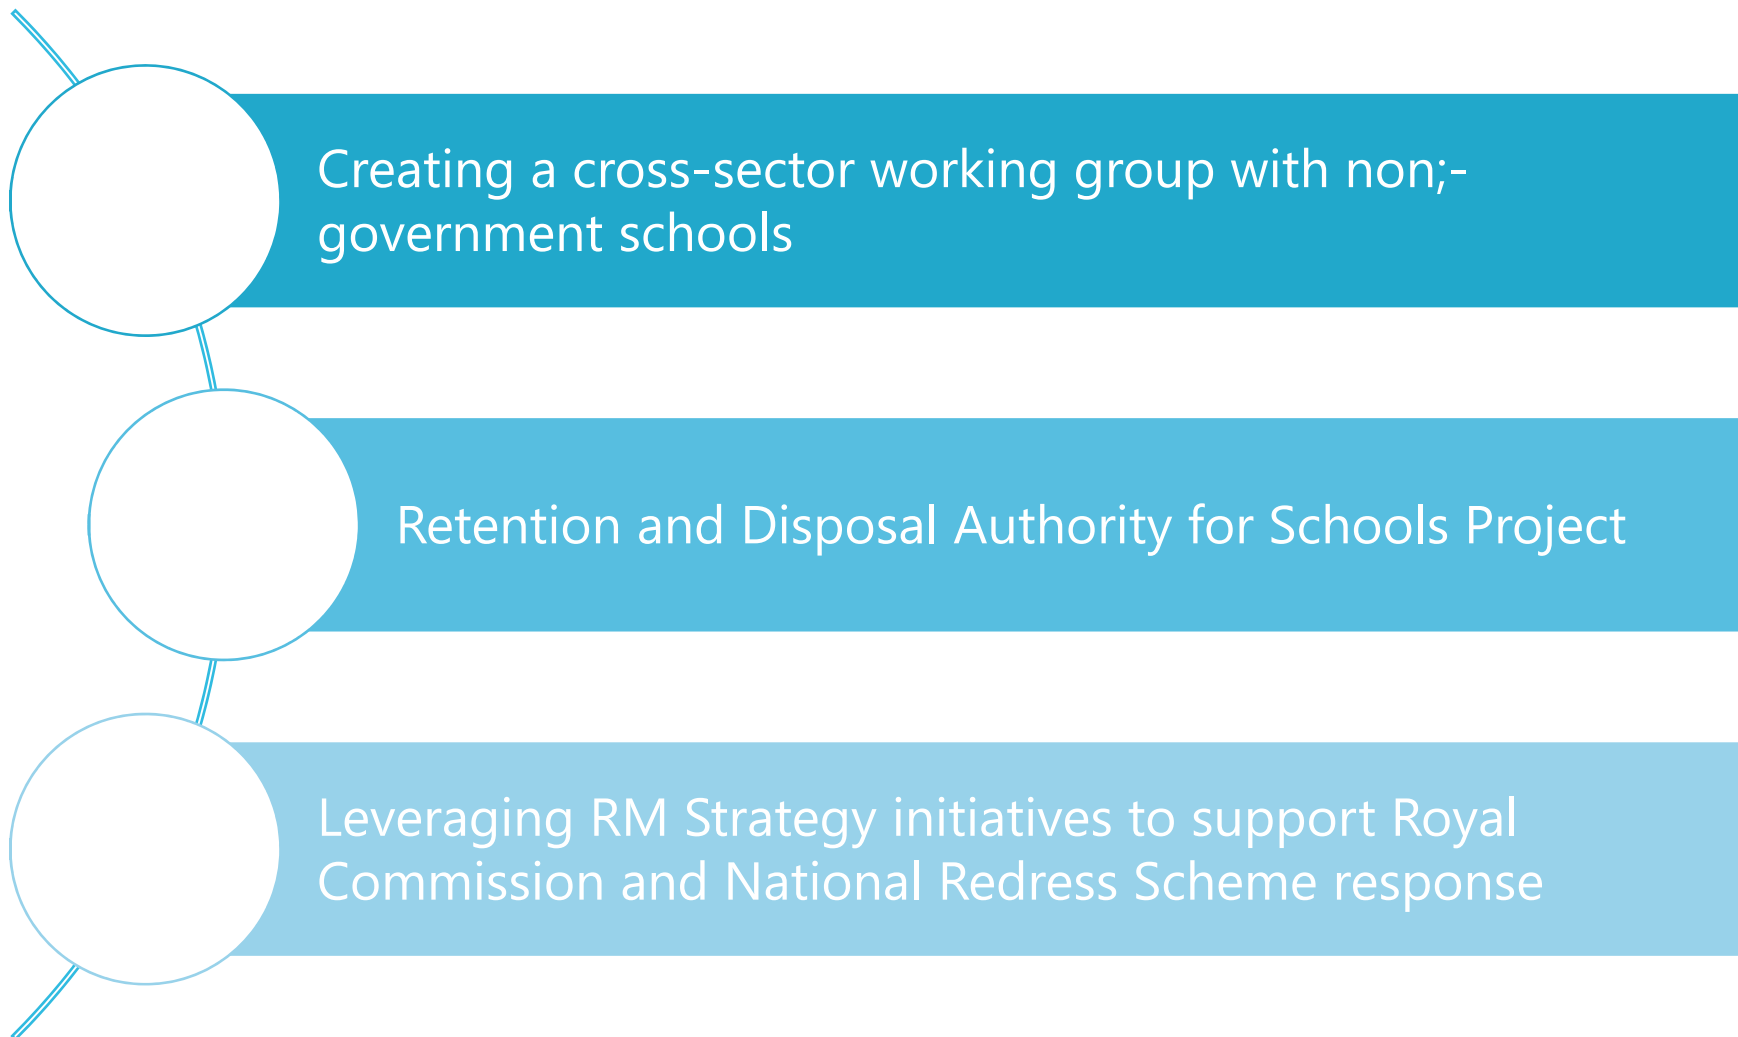 Creating a cross-sector working group with non;-
government schools
Retention and Disposal Authority for Schools Project
Leveraging RM Strategy initiatives to support Royal
Commission and National Redress Scheme response